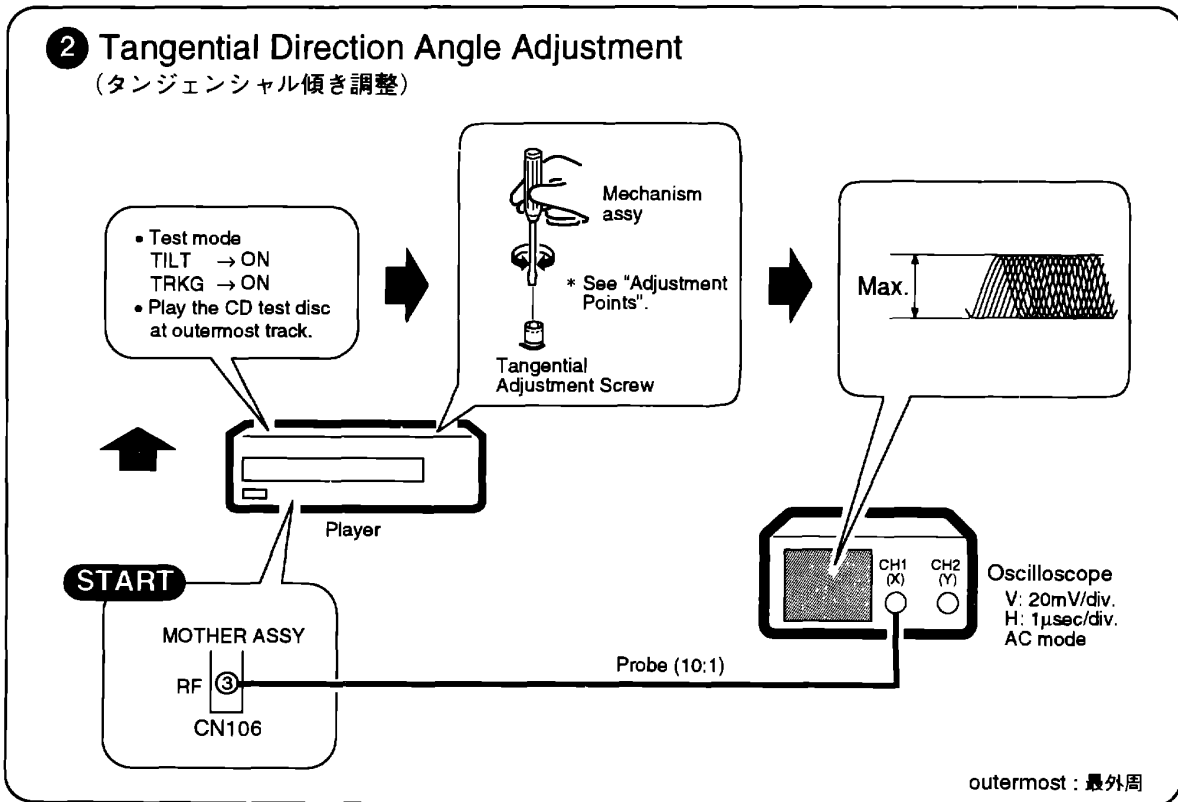 2 Tangential Direction Angle Adjustment
(タンジェンシャル傾き調整)
• Test mode
TILT → ON
TRKG → ON
• Play the CD test disc
at outermost track.
Mechanism
assy
* See "Adjustment
Points".
Tangential
Adjustment Screw
Max.
Player
START
MOTHER ASSY
RF ③
CN106
Probe (10:1)
CH1
(X)
CH2
(Y)
Oscilloscope
V: 20mV/div.
H: 1µsec/div.
AC mode
outermost : 最外周